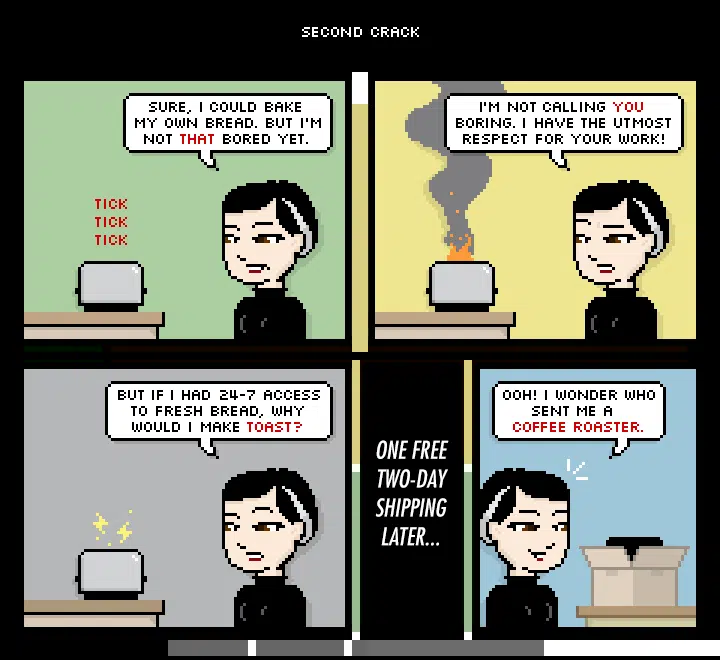 SECOND CRACK
SURE, I COULD BAKE
MY OWN BREAD. BUT I'M
NOT THAT BORED YET.
TICK
TICK
TICK
I'M NOT CALLING YOU
BORING. I HAVE THE UTMOST
RESPECT FOR YOUR WORK!
BUT IF I HAD 24-7 ACCESS
TO FRESH BREAD, WHY
WOULD I MAKE TOAST?
ONE FREE
TWO-DAY
SHIPPING
LATER...
OOH! I WONDER WHO
SENT ME A
COFFEE ROASTER.